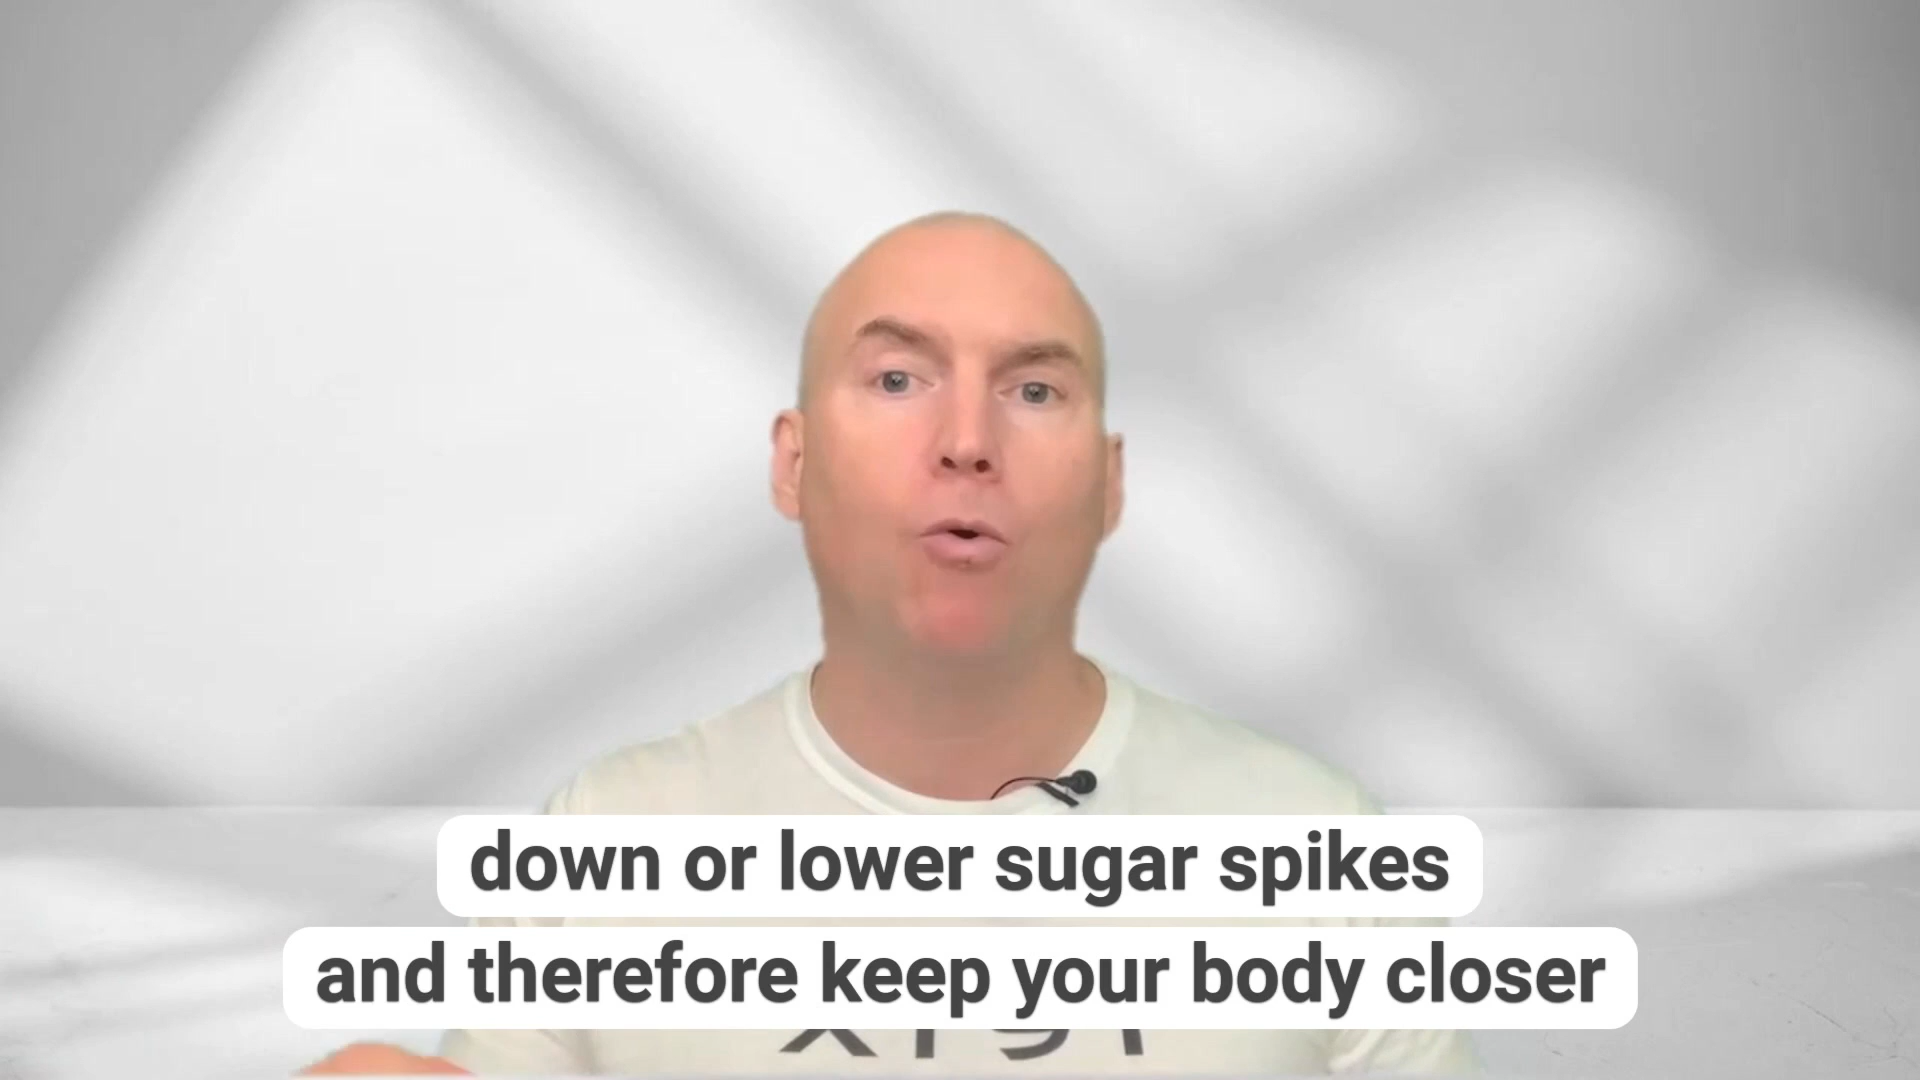 down or lower sugar spikes
and therefore keep your body closer